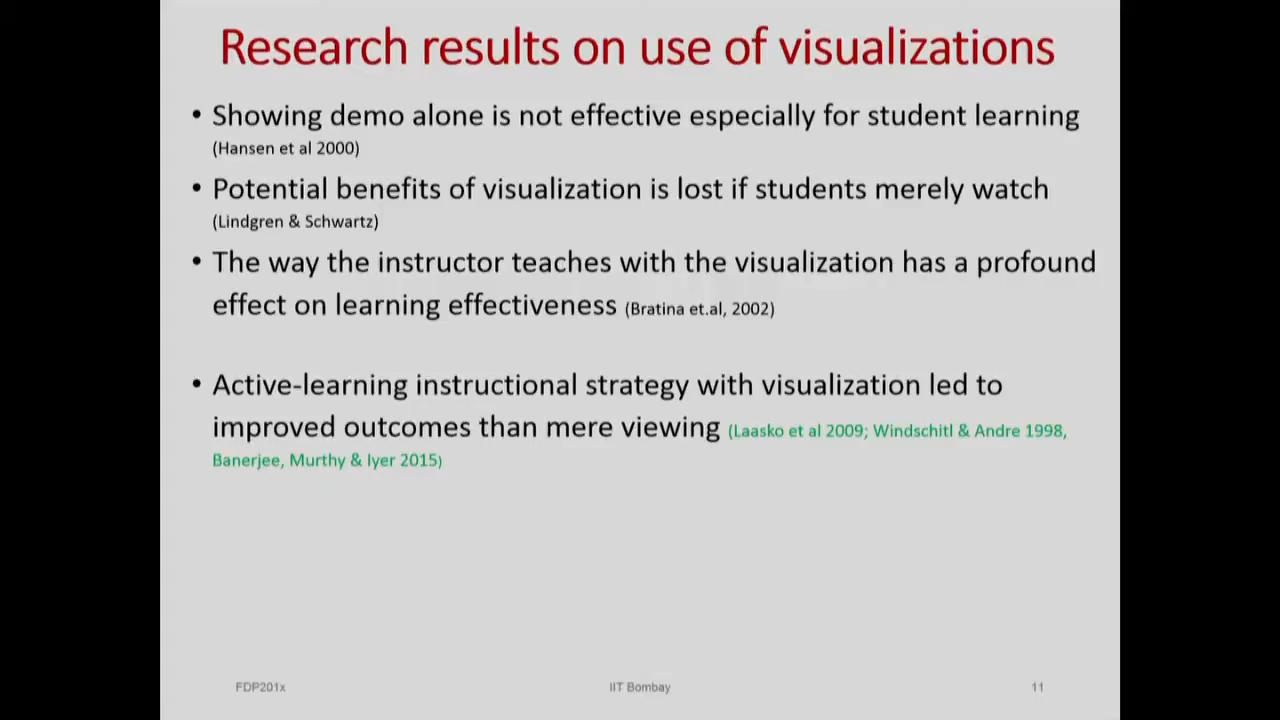 Research results on use of visualizations
• Showing demo alone is not effective especially for student learning
(Hansen et al 2000)
• Potential benefits of visualization is lost if students merely watch
(Lindgren & Schwartz)
• The way the instructor teaches with the visualization has a profound
effect on learning effectiveness (Bratina et.al, 2002)
• Active-learning instructional strategy with visualization led to
improved outcomes than mere viewing (Laasko et al 2009; Windschitl & Andre 1998,
Banerjee, Murthy & Iyer 2015)
FDP201x IIT Bombay 11